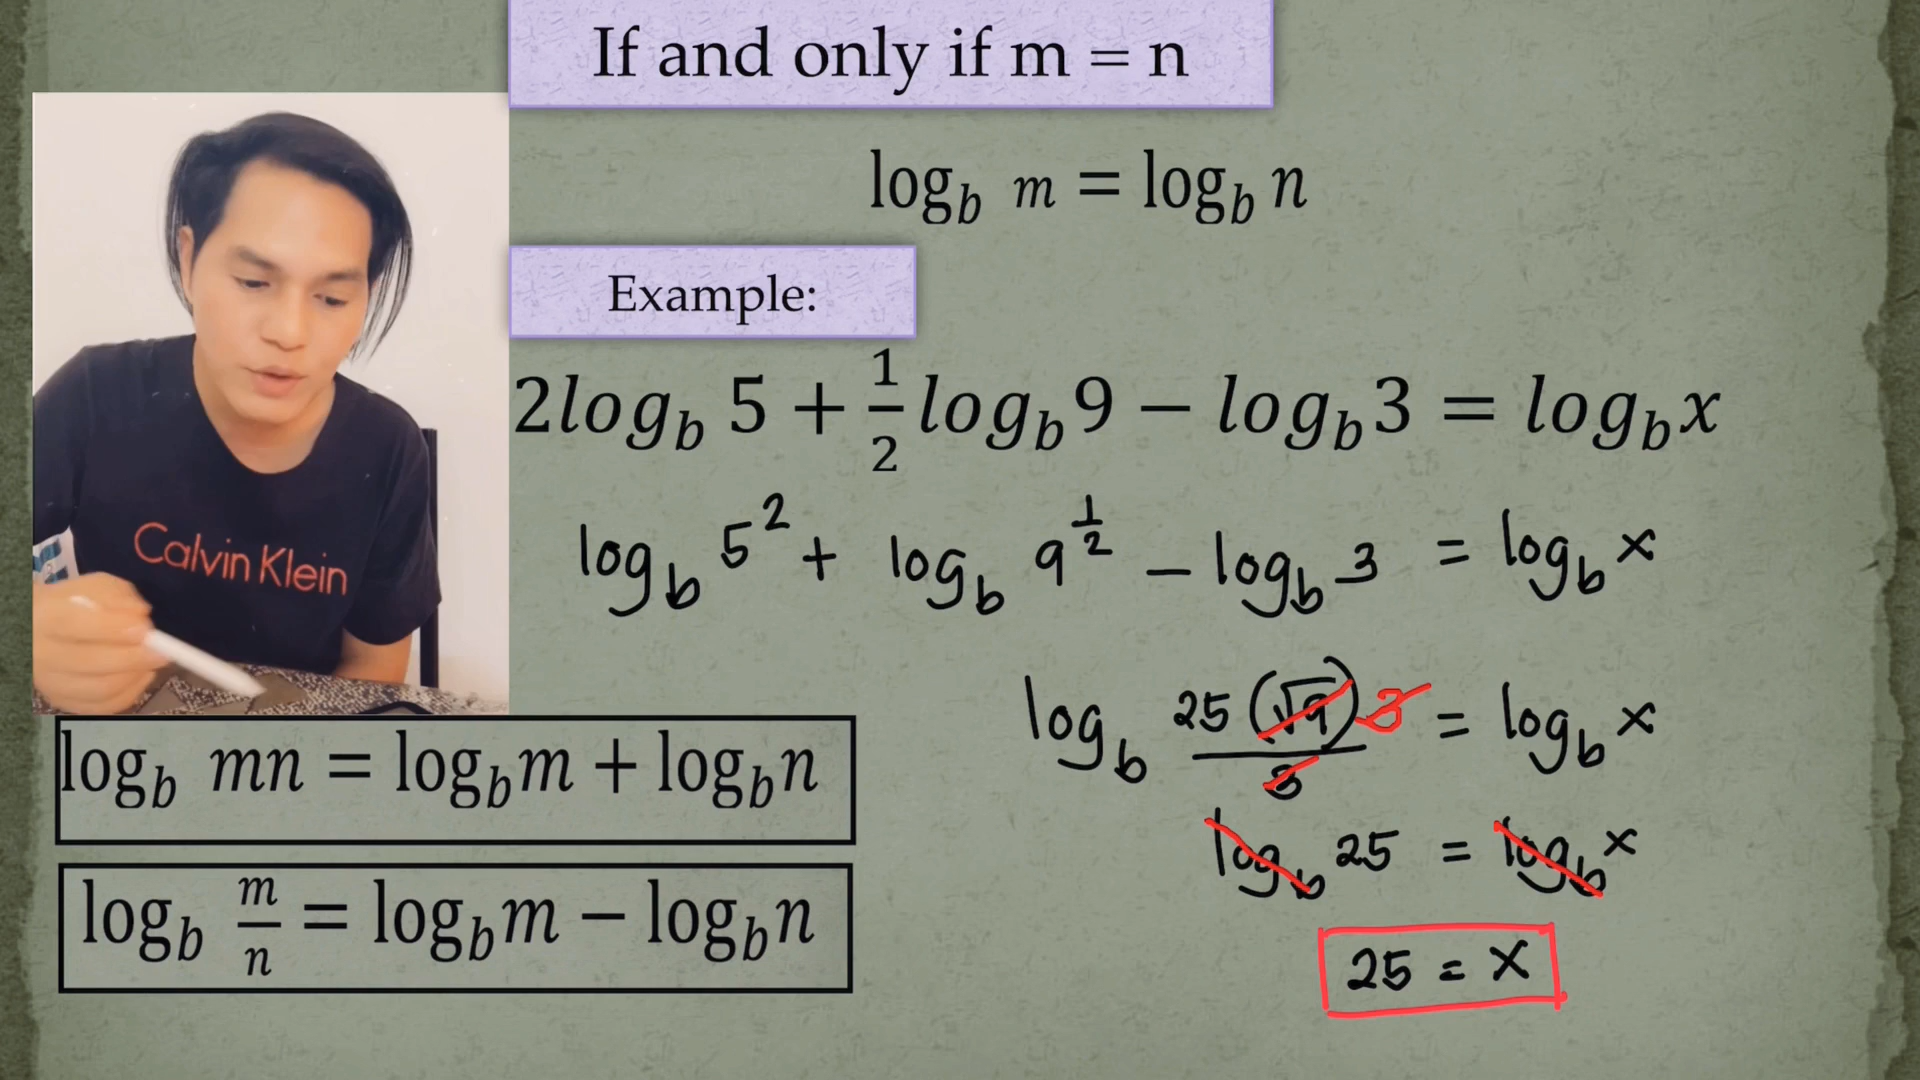 If and only if m = n
log_b m = log_b n
Example:
2log_b 5 + 1/2 log_b 9 − log_b 3 = log_b x
log_b 5² + log_b 9^(1/2) − log_b 3 = log_b x
log_b 25(√9) 3 / 3 = log_b x
log_b 25 = log_b x
25 = x
Calvin Klein
log_b mn = log_b m + log_b n
log_b m/n = log_b m − log_b n